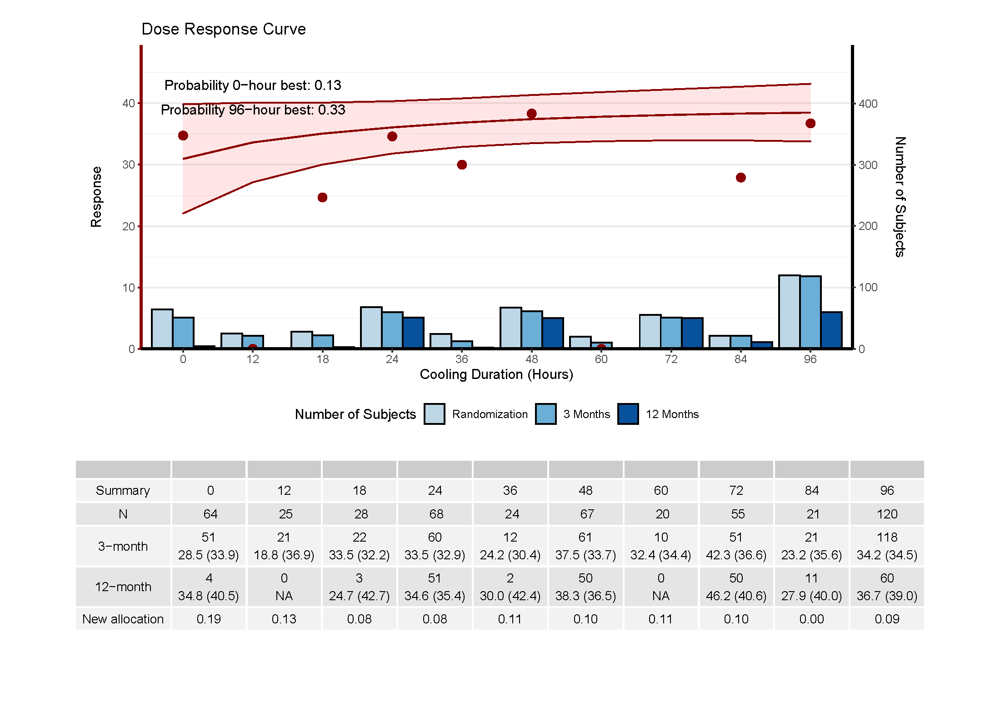 Dose Response Curve
Probability 0−hour best: 0.13
Probability 96−hour best: 0.33
Response
40
30
20
10
0
400
300
200
100
0
Number of Subjects
0 12 18 24 36 48 60 72 84 96
Cooling Duration (Hours)
Number of Subjects Randomization 3 Months 12 Months
Summary 0 12 18 24 36 48 60 72 84 96
N 64 25 28 68 24 67 20 55 21 120
3−month
51 21 22 60 12 61 10 51 21 118
28.5 (33.9) 18.8 (36.9) 33.5 (32.2) 33.5 (32.9) 24.2 (30.4) 37.5 (33.7) 32.4 (34.4) 42.3 (36.6) 23.2 (35.6) 34.2 (34.5)
12−month
4 0 3 51 2 50 0 50 11 60
34.8 (40.5) NA 24.7 (42.7) 34.6 (35.4) 30.0 (42.4) 38.3 (36.5) NA 46.2 (40.6) 27.9 (40.0) 36.7 (39.0)
New allocation 0.19 0.13 0.08 0.08 0.11 0.10 0.11 0.10 0.00 0.09